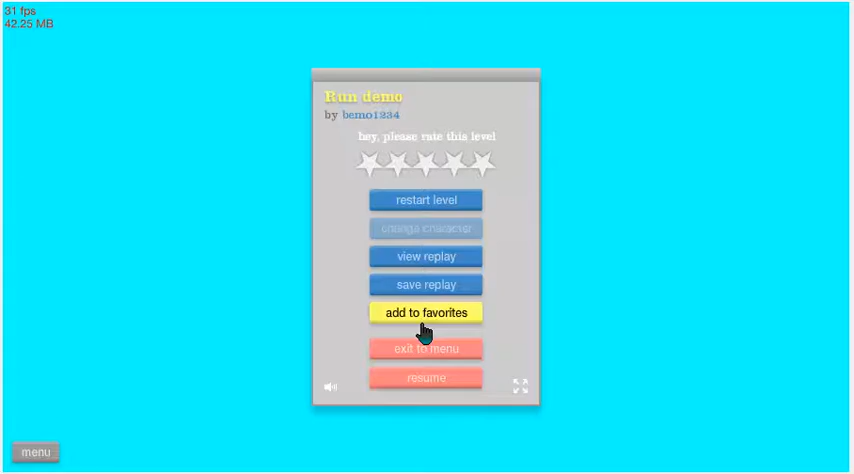 31 fps
42.25 MB
Run demo
by bemo1234
hey, please rate this level
restart level
change character
view replay
save replay
add to favorites
exit to menu
resume
menu